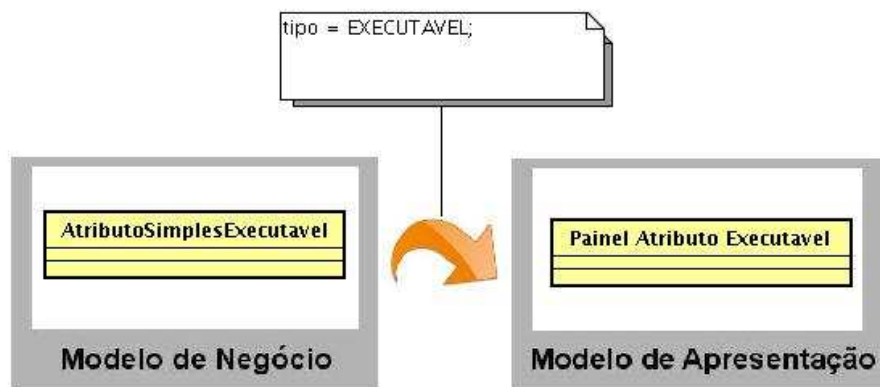 tipo = EXECUTAVEL;
AtributoSimplesExecutavel
Painel Atributo Executavel
Modelo de Negócio
Modelo de Apresentação